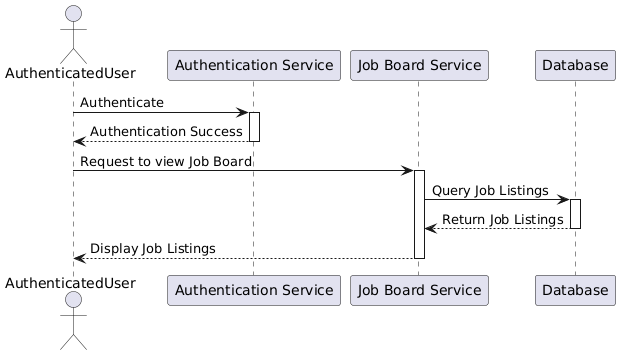 AuthenticatedUser
Authentication Service
Job Board Service
Database
Authenticate
Authentication Success
Request to view Job Board
Query Job Listings
Return Job Listings
Display Job Listings
AuthenticatedUser
Authentication Service
Job Board Service
Database